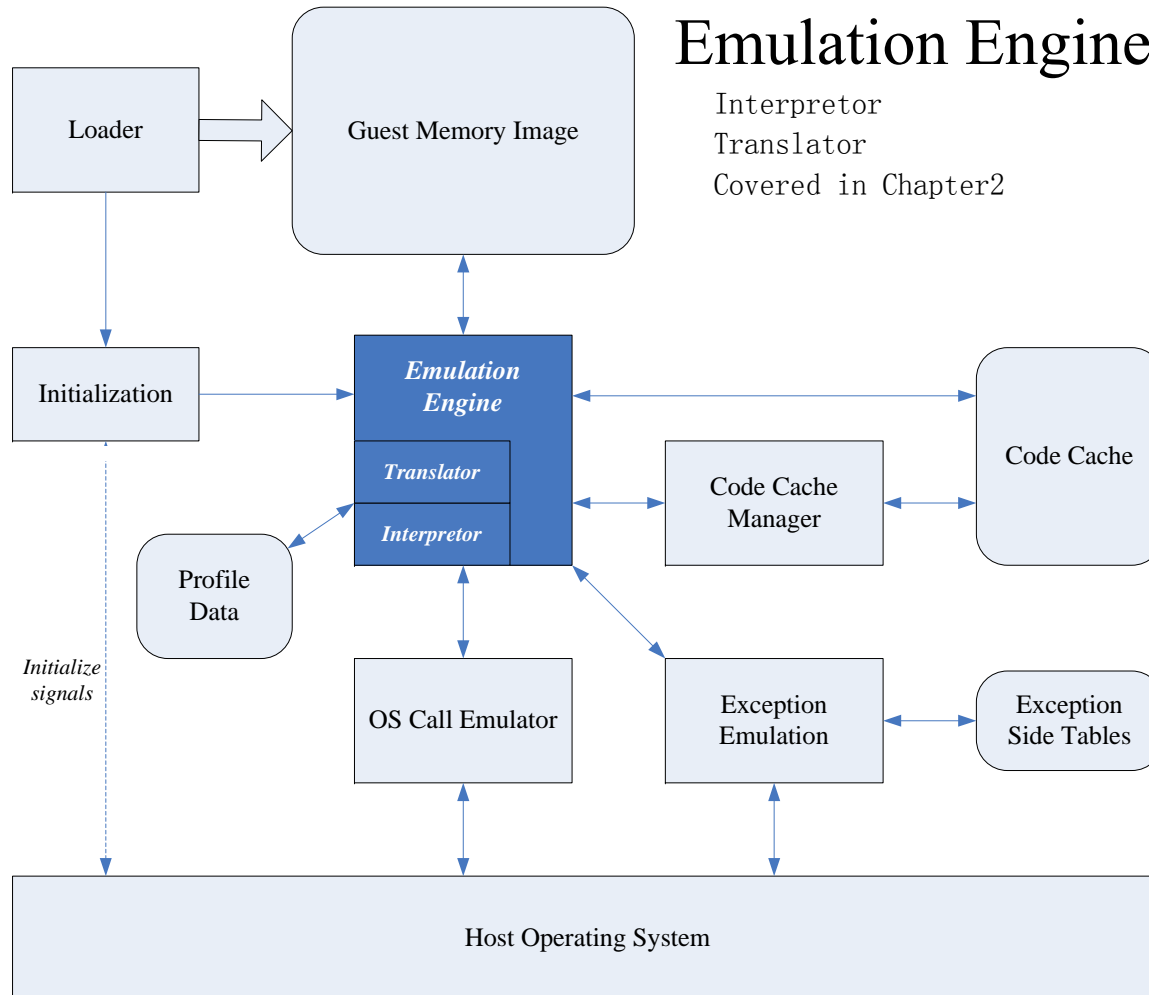 Emulation Engine
Interpretor
Translator
Covered in Chapter2
Loader
Guest Memory Image
Initialization
Emulation
Engine
Translator
Interpretor
Code Cache
Manager
Code Cache
Profile
Data
Initialize
signals
OS Call Emulator
Exception
Emulation
Exception
Side Tables
Host Operating System